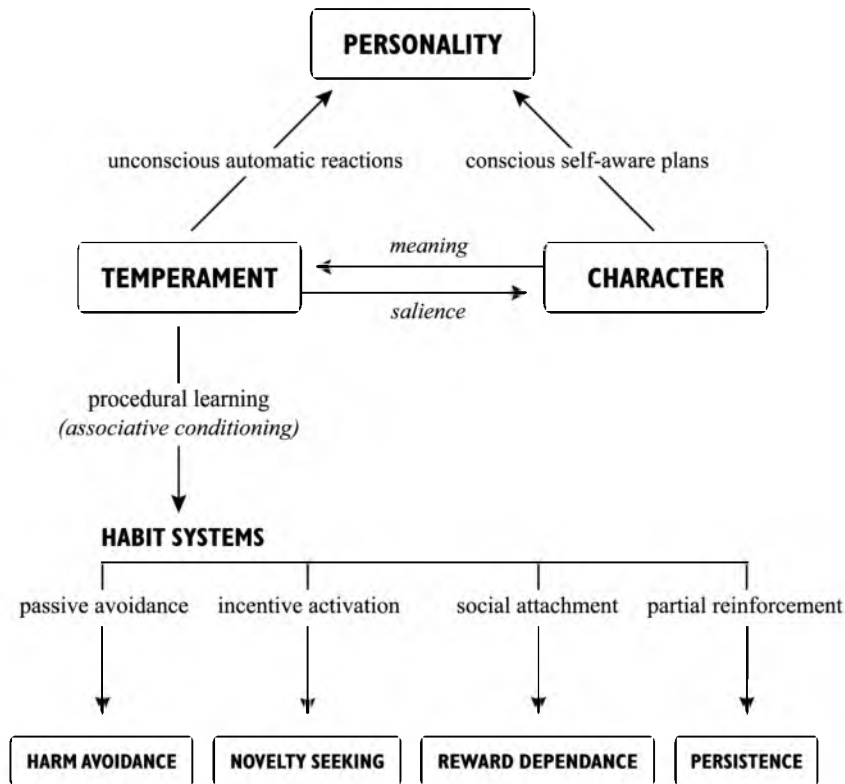 PERSONALITY
unconscious automatic reactions
conscious self-aware plans
meaning
TEMPERAMENT
CHARACTER
salience
procedural learning
(associative conditioning)
HABIT SYSTEMS
passive avoidance
incentive activation
social attachment
partial reinforcement
HARM AVOIDANCE
NOVELTY SEEKING
REWARD DEPENDANCE
PERSISTENCE